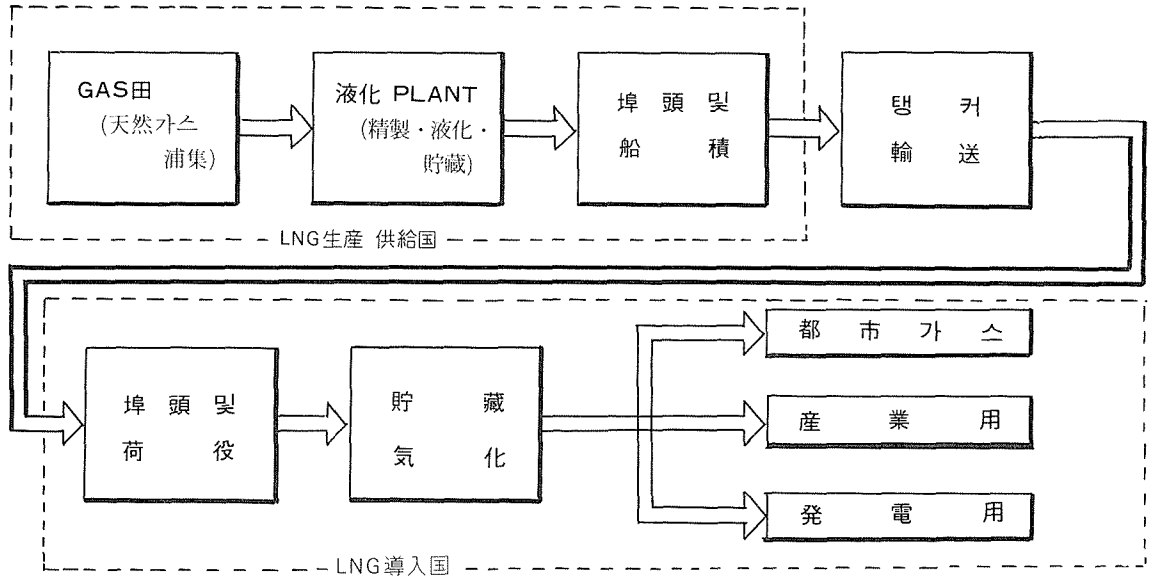 GAS田
(天然가스
浦集)
液化 PLANT
(精製・液化・
貯蔵)
埠頭 및
船積
탱커
輸送
LNG生産 供給国
埠頭 및
荷役
貯藏
気化
都市가스
産業用
発電用
LNG導入国